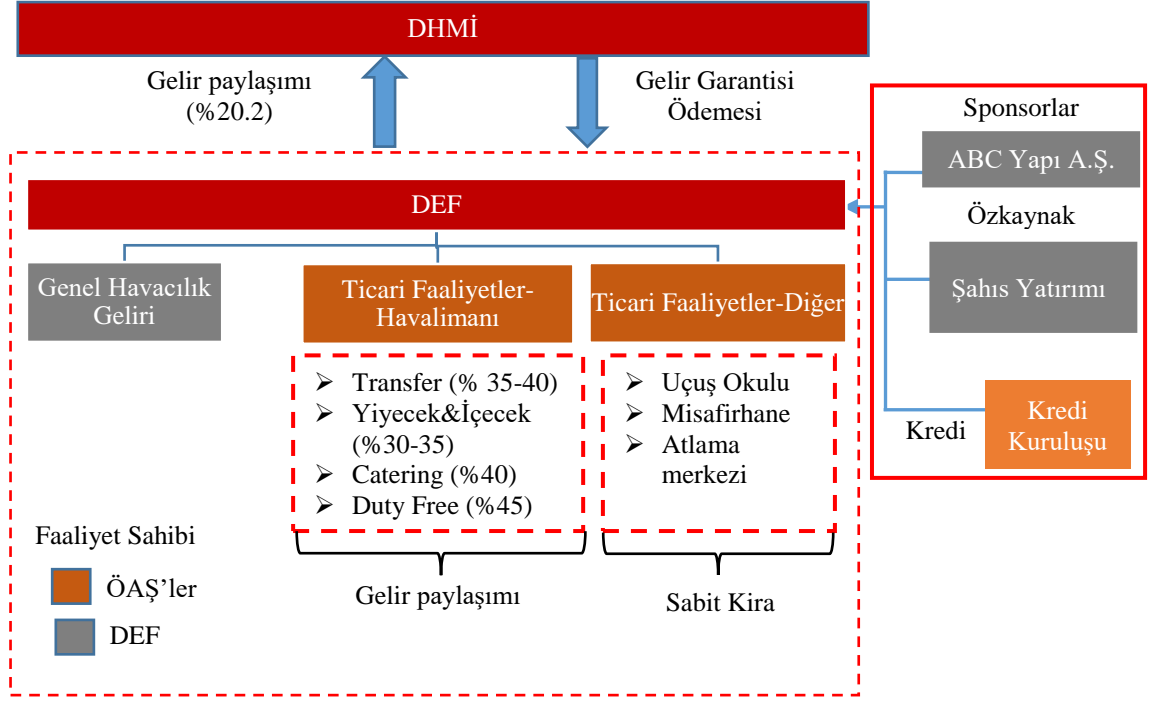 DHMİ
Gelir paylaşımı
(%20.2)
Gelir Garantisi
Ödemesi
Sponsorlar
ABC Yapı A.Ş.
Özkaynak
Şahıs Yatırımı
Kredi
Kredi
Kuruluşu
DEF
Genel Havacılık
Geliri
Ticari Faaliyetler-
Havalimanı
Ticari Faaliyetler-Diğer
➢ Transfer (% 35-40)
➢ Yiyecek&İçecek
(%30-35)
➢ Catering (%40)
➢ Duty Free (%45)
➢ Uçuş Okulu
➢ Misafirhane
➢ Atlama
merkezi
Gelir paylaşımı
Sabit Kira
Faaliyet Sahibi
ÖAŞ’ler
DEF